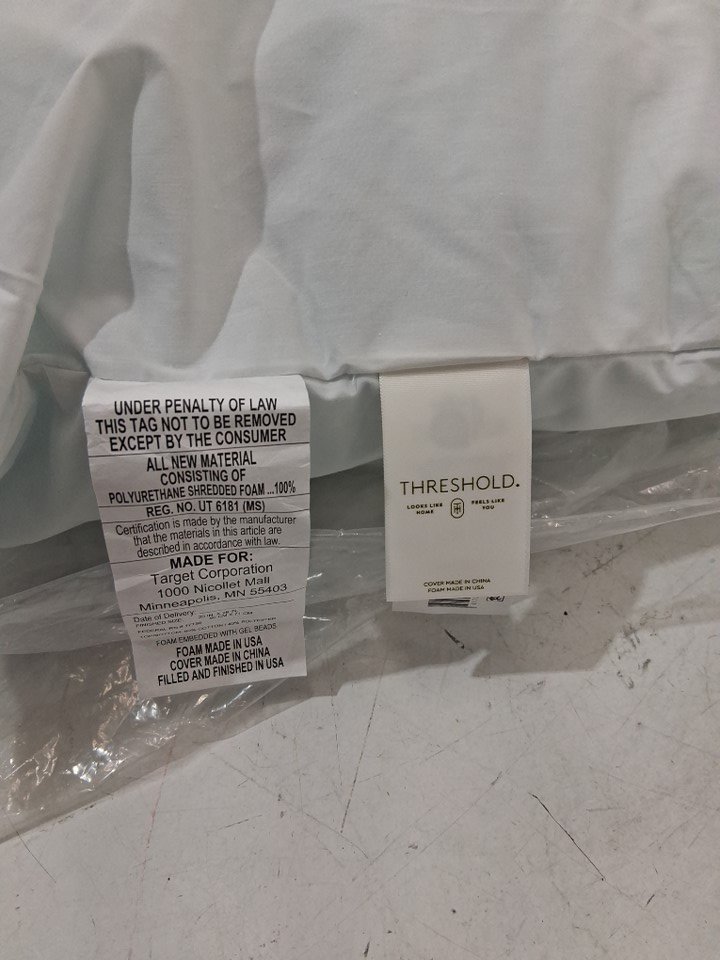 UNDER PENALTY OF LAW
THIS TAG NOT TO BE REMOVED
EXCEPT BY THE CONSUMER
ALL NEW MATERIAL
CONSISTING OF
POLYURETHANE SHREDDED FOAM ...100%
REG. NO. UT 6181 (MS)
Certification is made by the manufacturer
that the materials in this article are
described in accordance with law.
MADE FOR:
Target Corporation
1000 Nicollet Mall
Minneapolis, MN 55403
Date of Delivery:
FINISHED SIZE:
FOAM EMBEDDED WITH GEL BEADS
FOAM MADE IN USA
COVER MADE IN CHINA
FILLED AND FINISHED IN USA
THRESHOLD.
LOOKS LIKE HOME
FEELS LIKE YOU
COVER MADE IN CHINA
FOAM MADE IN USA